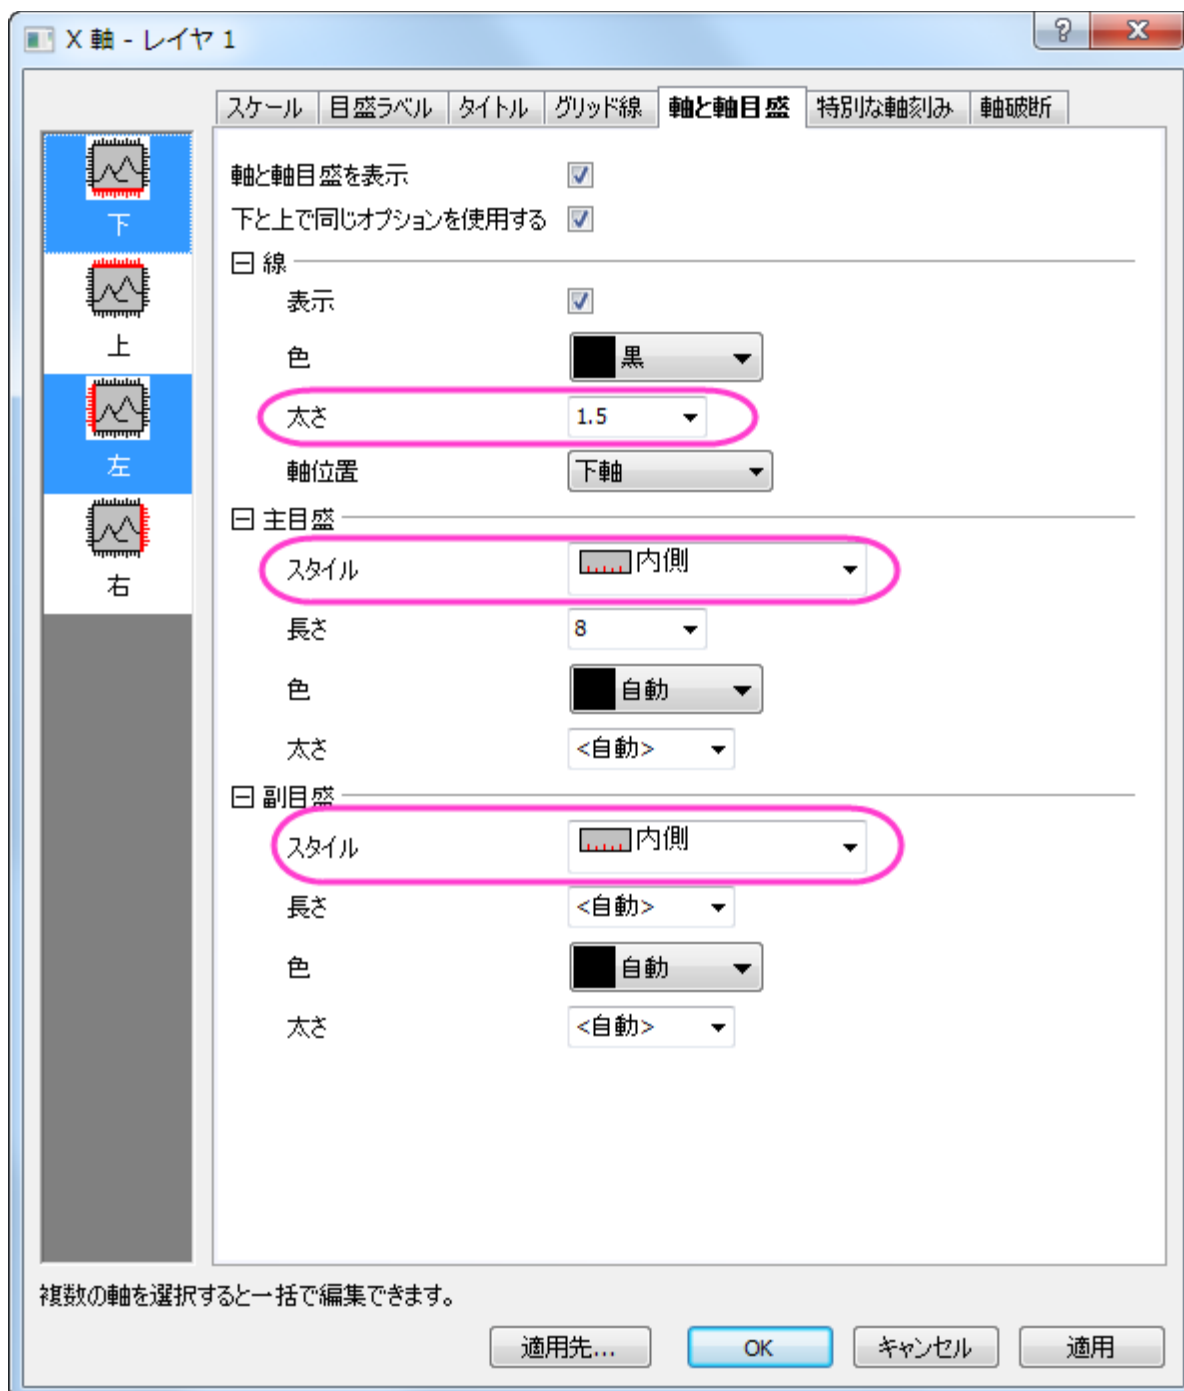 X 軸 - レイヤ 1
スケール 目盛ラベル タイトル グリッド線 軸と軸目盛 特別な軸刻み 軸破断
下
上
左
右
軸と軸目盛を表示
下と上で同じオプションを使用する
線
表示
色 黒
太さ 1.5
軸位置 下軸
主目盛
スタイル 内側
長さ 8
色 自動
太さ <自動>
副目盛
スタイル 内側
長さ <自動>
色 自動
太さ <自動>
複数の軸を選択すると一括で編集できます。
適用先... OK キャンセル 適用